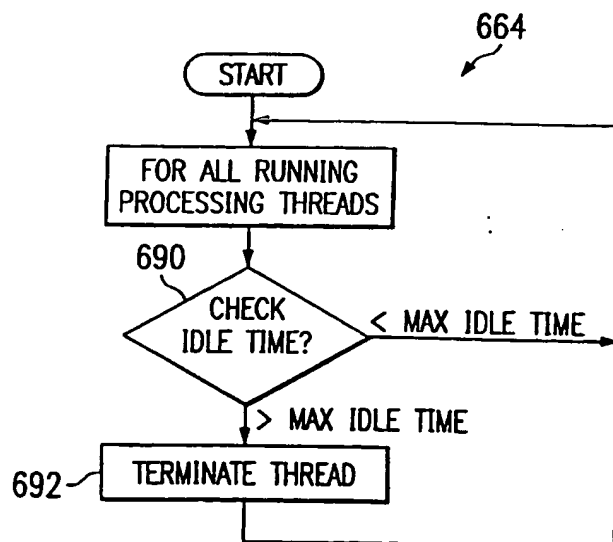 664
START
FOR ALL RUNNING
PROCESSING THREADS
690
CHECK
IDLE TIME?
< MAX IDLE TIME
> MAX IDLE TIME
692
TERMINATE THREAD